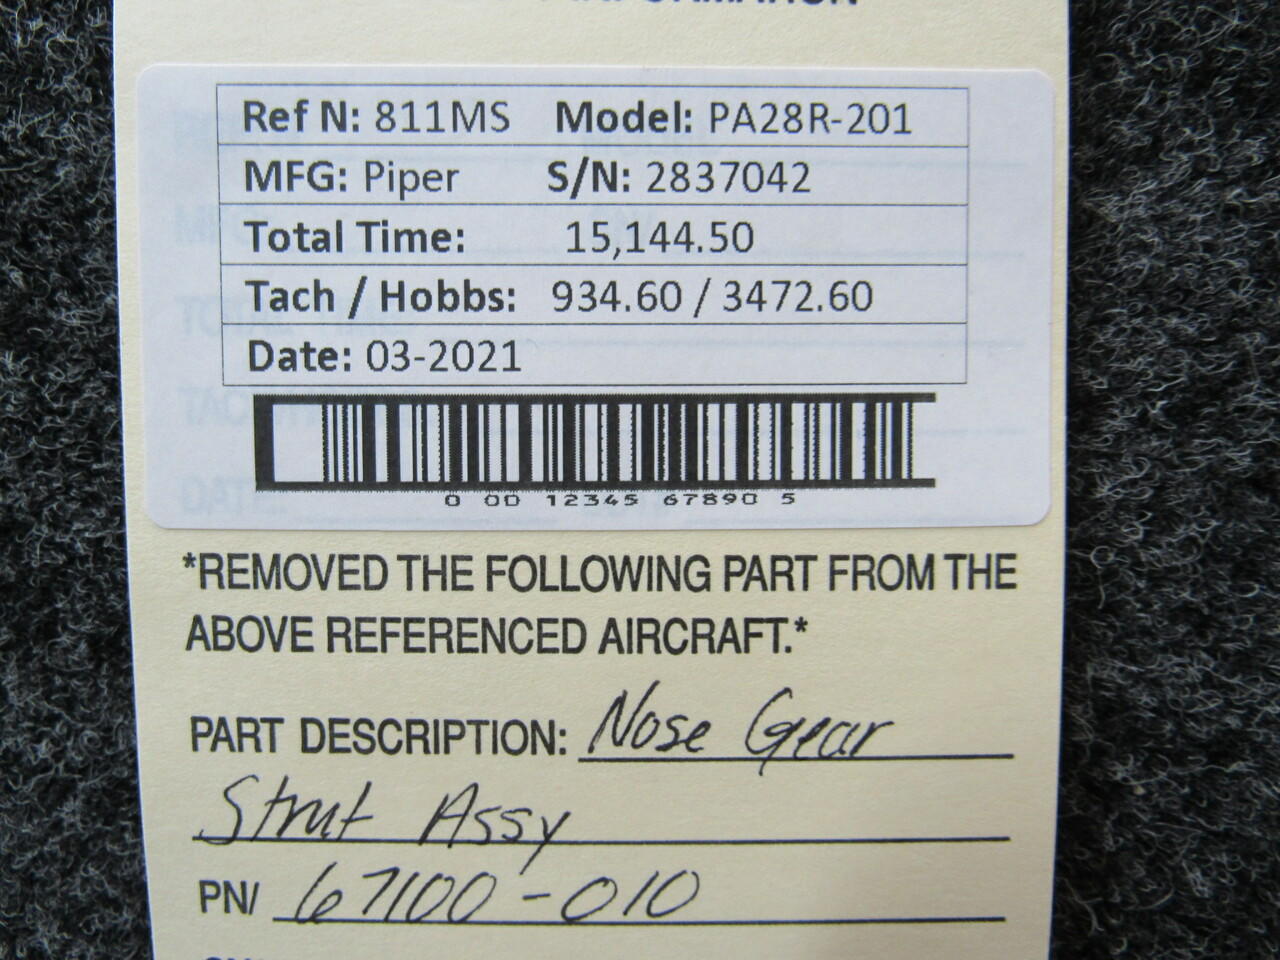 INFORMATION
Ref N: 811MS Model: PA28R-201
MFG: Piper S/N: 2837042
Total Time: 15,144.50
Tach / Hobbs: 934.60 / 3472.60
Date: 03-2021
0 00 12345 67890 5
*REMOVED THE FOLLOWING PART FROM THE
ABOVE REFERENCED AIRCRAFT.*
PART DESCRIPTION: Nose Gear
Strut Assy
PN/ 67100-010